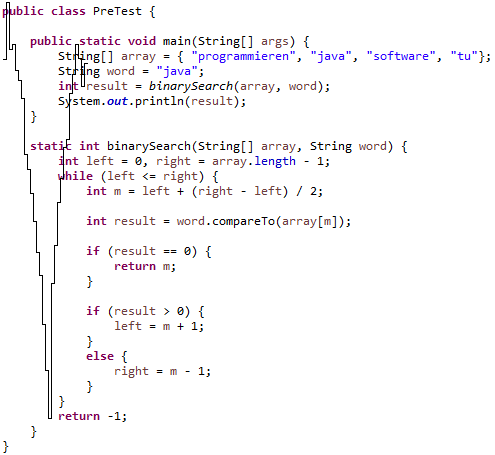 public class PreTest {
public static void main(String[] args) {
String[] array = { "programmieren", "java", "software", "tu"};
String word = "java";
int result = binarySearch(array, word);
System.out.println(result);
}
static int binarySearch(String[] array, String word) {
int left = 0, right = array.length - 1;
while (left <= right) {
int m = left + (right - left) / 2;
int result = word.compareTo(array[m]);
if (result == 0) {
return m;
}
if (result > 0) {
left = m + 1;
}
else {
right = m - 1;
}
}
return -1;
}
}